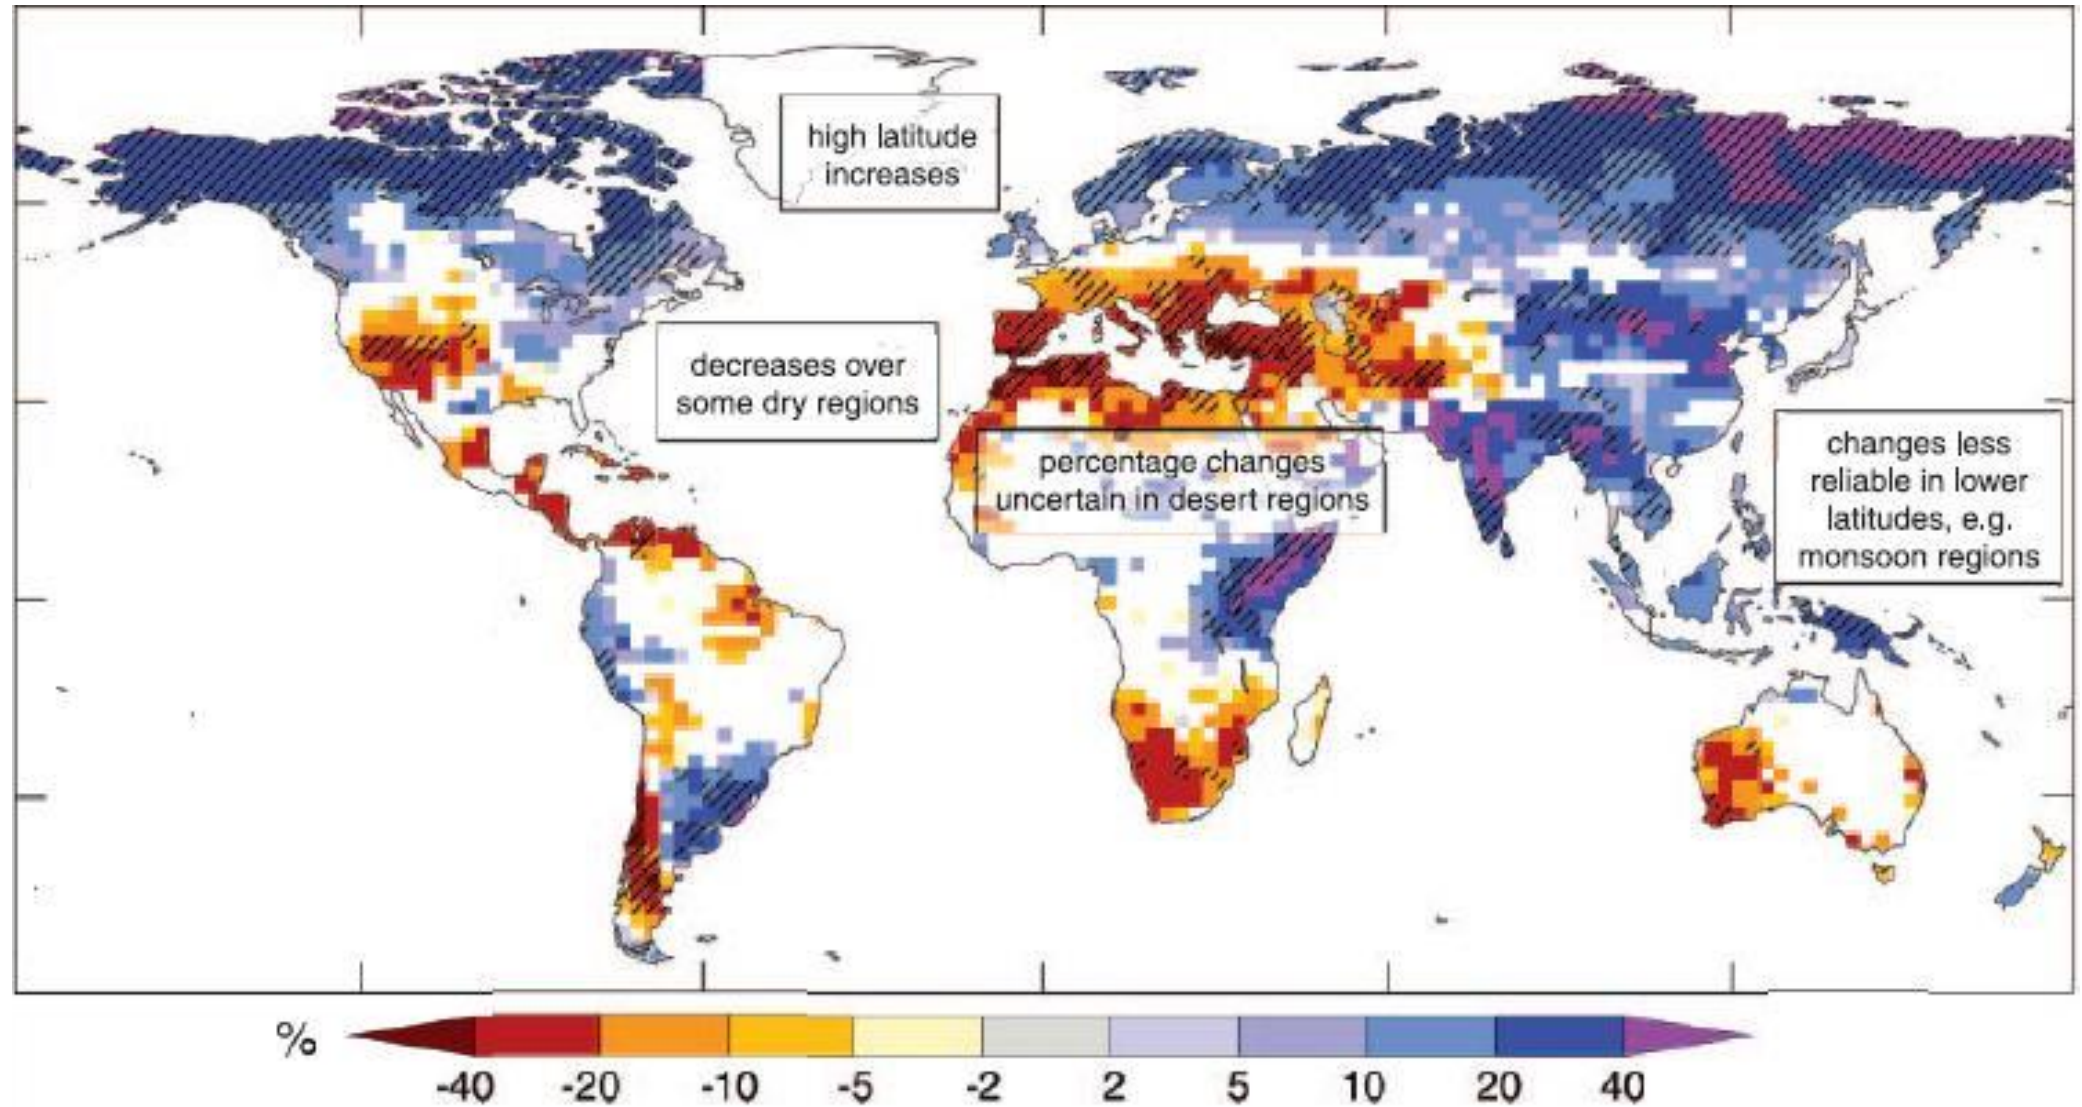 high latitude
increases
decreases over
some dry regions
percentage changes
uncertain in desert regions
changes less
reliable in lower
latitudes, e.g.
monsoon regions
%
-40 -20 -10 -5 -2 2 5 10 20 40